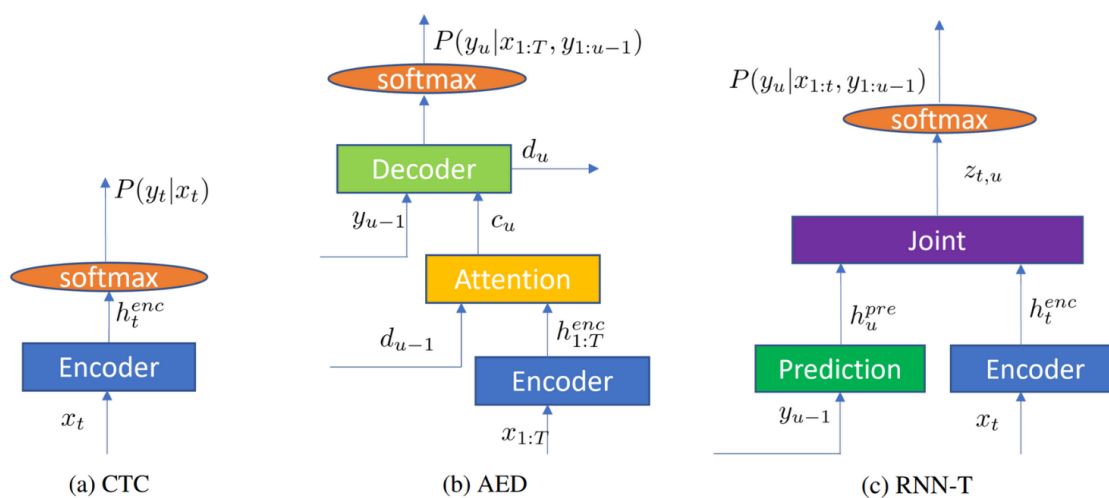 P(y_t|x_t)
softmax
h_t^{enc}
Encoder
x_t
(a) CTC
P(y_u|x_{1:T}, y_{1:u-1})
softmax
Decoder
d_u
y_{u-1}
c_u
Attention
d_{u-1}
h_{1:T}^{enc}
Encoder
x_{1:T}
(b) AED
P(y_u|x_{1:t}, y_{1:u-1})
softmax
z_{t,u}
Joint
h_u^{pre}
h_t^{enc}
Prediction
Encoder
y_{u-1}
x_t
(c) RNN-T